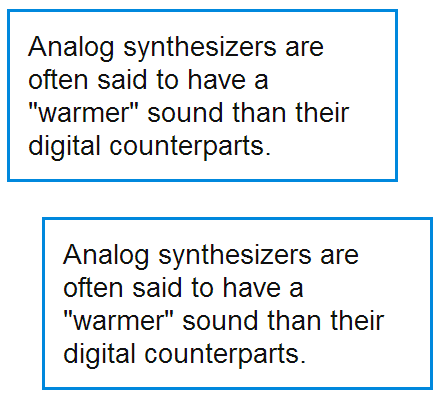 Analog synthesizers are
often said to have a
"warmer" sound than their
digital counterparts.
Analog synthesizers are
often said to have a
"warmer" sound than their
digital counterparts.